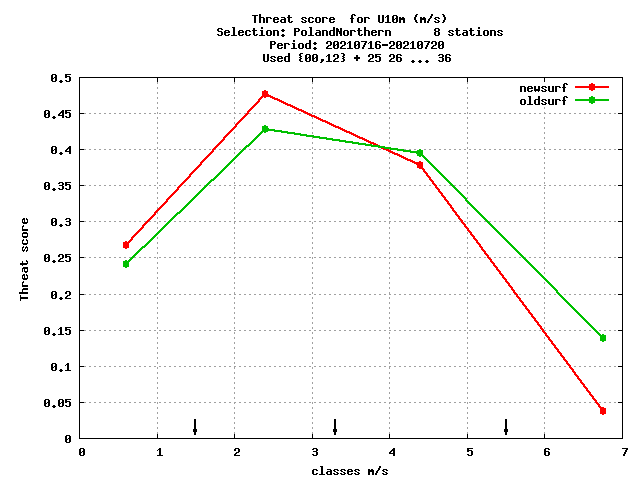 Threat score  for U10m (m/s)
Selection: PolandNorthern      8 stations
Period: 20210716-20210720
Used {00,12} + 25 26 ... 36
newsurf
oldsurf
0.5
0.45
0.4
0.35
0.3
0.25
0.2
0.15
0.1
0.05
0
Threat score
0 1 2 3 4 5 6 7
classes m/s